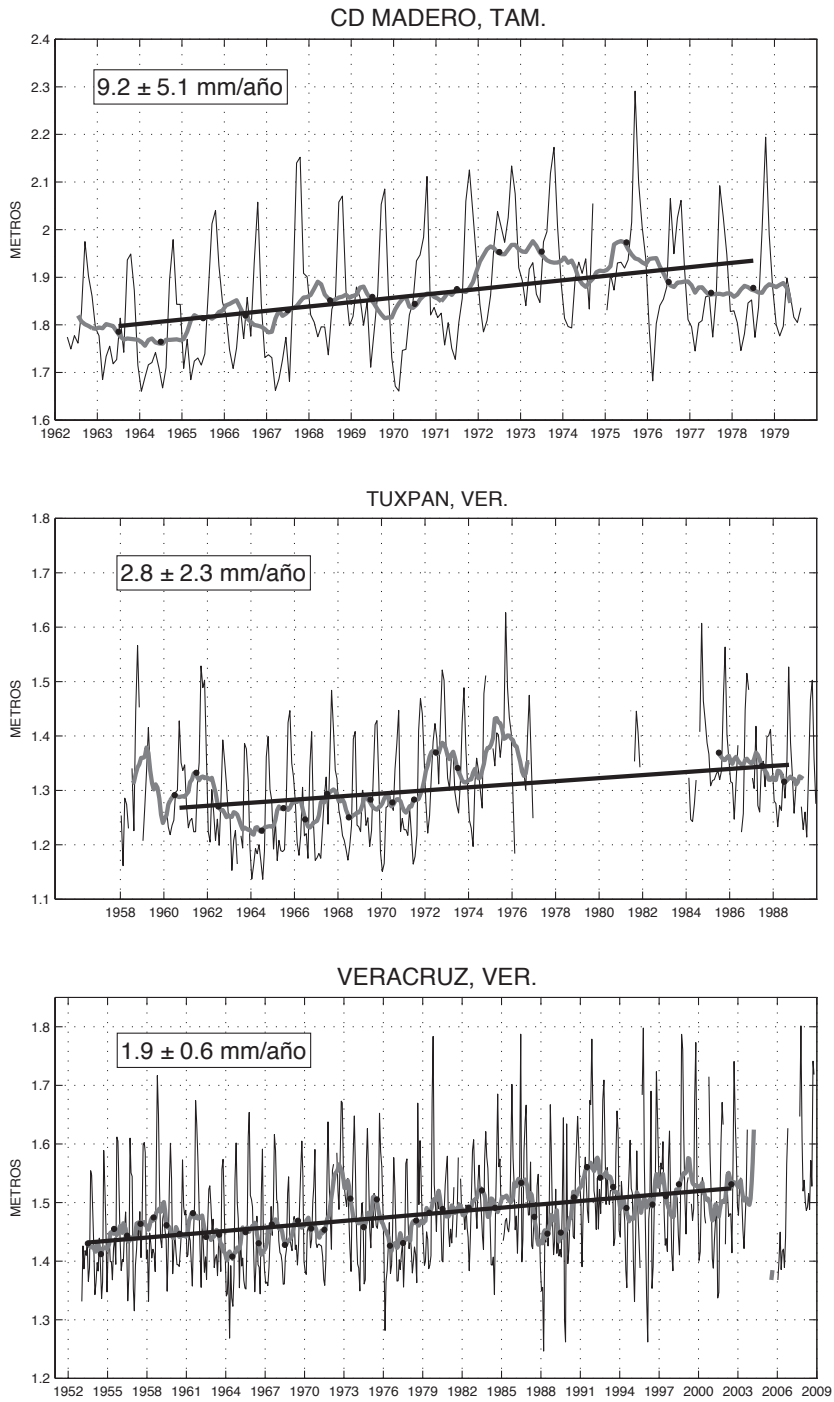 CD MADERO, TAM.
2.4
2.3
2.2
2.1
2
1.9
1.8
1.7
1.6
METROS
9.2 ± 5.1 mm/año
1962 1963 1964 1965 1966 1967 1968 1969 1970 1971 1972 1973 1974 1975 1976 1977 1978 1979
TUXPAN, VER.
1.8
1.7
1.6
1.5
1.4
1.3
1.2
1.1
METROS
2.8 ± 2.3 mm/año
1958 1960 1962 1964 1966 1968 1970 1972 1974 1976 1978 1980 1982 1984 1986 1988
VERACRUZ, VER.
1.8
1.7
1.6
1.5
1.4
1.3
1.2
METROS
1.9 ± 0.6 mm/año
1952 1955 1958 1961 1964 1967 1970 1973 1976 1979 1982 1985 1988 1991 1994 1997 2000 2003 2006 2009